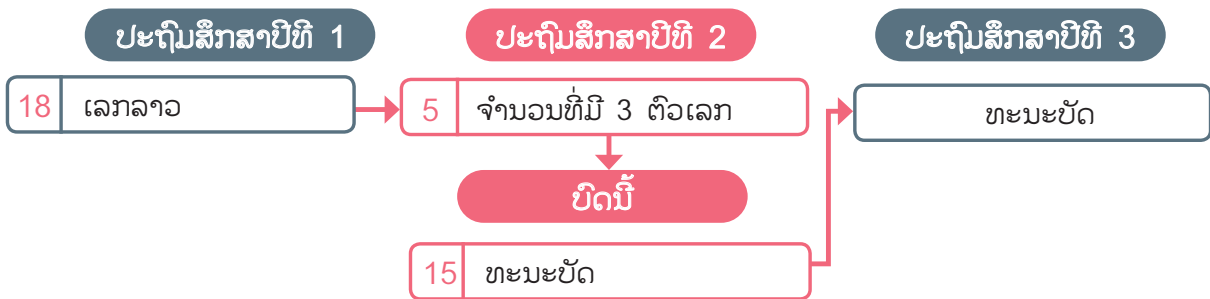 ປະຖົມສຶກສາປີທີ 1 ປະຖົມສຶກສາປີທີ 2 ປະຖົມສຶກສາປີທີ 3
18 ເລກລາວ 5 ຈຳນວນທີ່ມີ 3 ຕົວເລກ ທະນະບັດ
ບົດນີ້
15 ທະນະບັດ